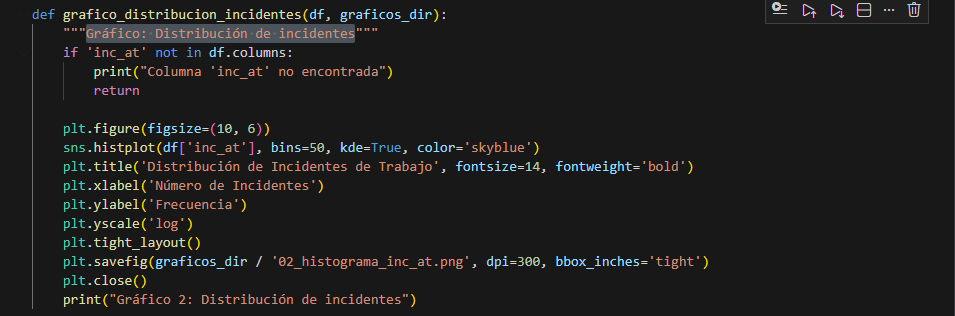 def grafico_distribucion_incidentes(df, graficos_dir):
    """Gráfico: Distribución de incidentes"""
    if 'inc_at' not in df.columns:
        print("Columna 'inc_at' no encontrada")
        return

    plt.figure(figsize=(10, 6))
    sns.histplot(df['inc_at'], bins=50, kde=True, color='skyblue')
    plt.title('Distribución de Incidentes de Trabajo', fontsize=14, fontweight='bold')
    plt.xlabel('Número de Incidentes')
    plt.ylabel('Frecuencia')
    plt.yscale('log')
    plt.tight_layout()
    plt.savefig(graficos_dir / '02_histograma_inc_at.png', dpi=300, bbox_inches='tight')
    plt.close()
    print("Gráfico 2: Distribución de incidentes")